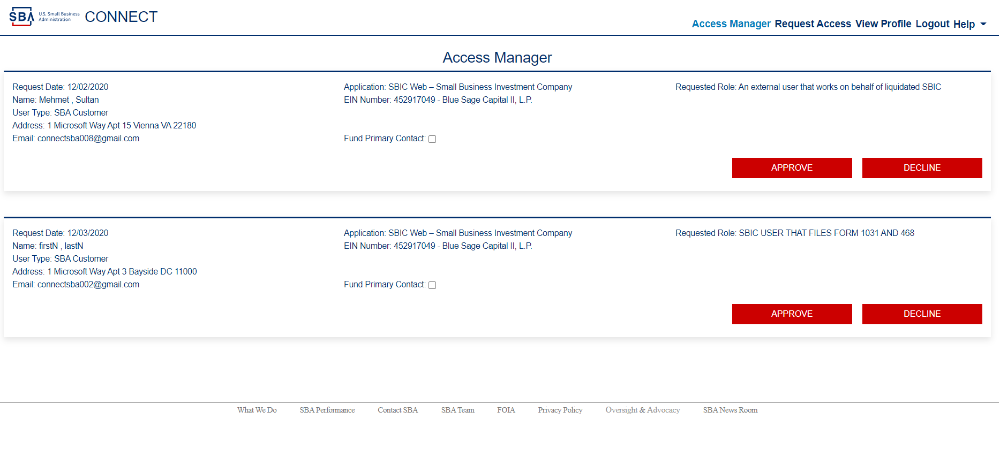 SBA U.S. Small Business
Administration
CONNECT
Access Manager Request Access View Profile Logout Help
Access Manager
Request Date: 12/02/2020
Name: Mehmet , Sultan
User Type: SBA Customer
Address: 1 Microsoft Way Apt 15 Vienna VA 22180
Email: connectsba008@gmail.com
Application: SBIC Web – Small Business Investment Company
EIN Number: 452917049 - Blue Sage Capital II, L.P.
Fund Primary Contact:
Requested Role: An external user that works on behalf of liquidated SBIC
APPROVE DECLINE
Request Date: 12/03/2020
Name: firstN , lastN
User Type: SBA Customer
Address: 1 Microsoft Way Apt 3 Bayside DC 11000
Email: connectsba002@gmail.com
Application: SBIC Web – Small Business Investment Company
EIN Number: 452917049 - Blue Sage Capital II, L.P.
Fund Primary Contact:
Requested Role: SBIC USER THAT FILES FORM 1031 AND 468
APPROVE DECLINE
What We Do SBA Performance Contact SBA SBA Team FOIA Privacy Policy Oversight & Advocacy SBA News Room